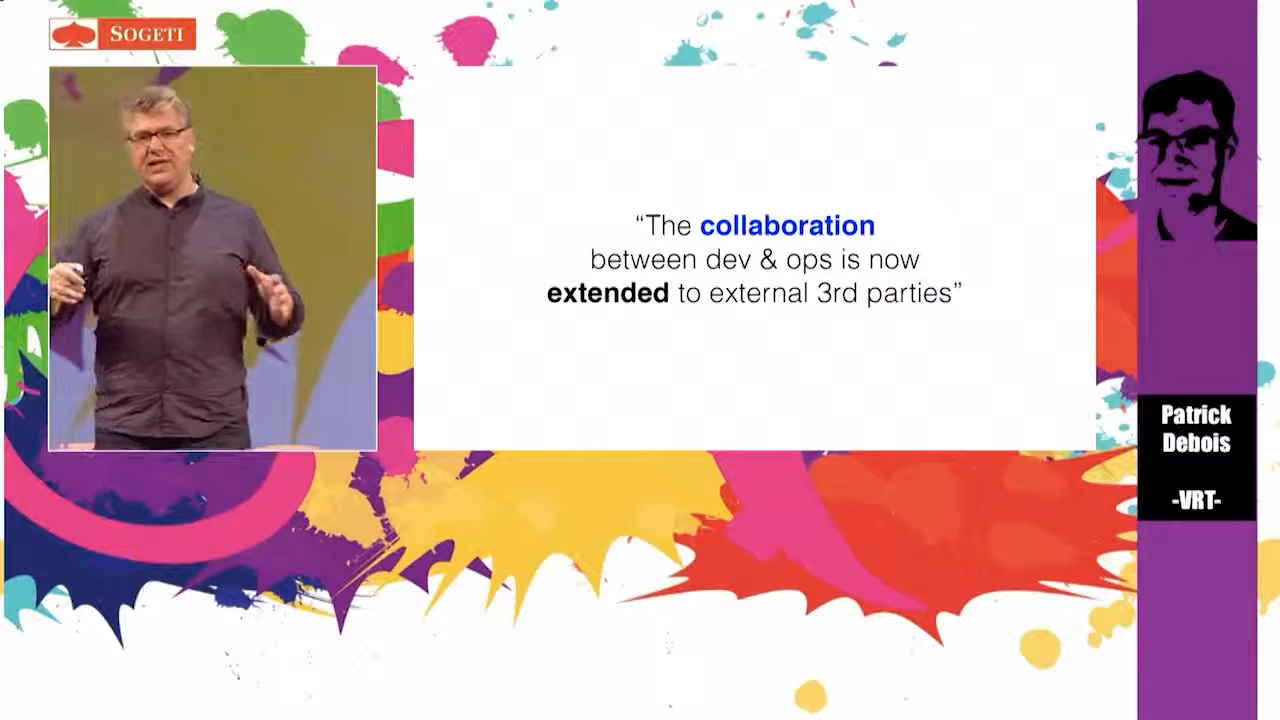 SOGETI
“The collaboration
between dev & ops is now
extended to external 3rd parties”
Patrick
Debois
-VRT-